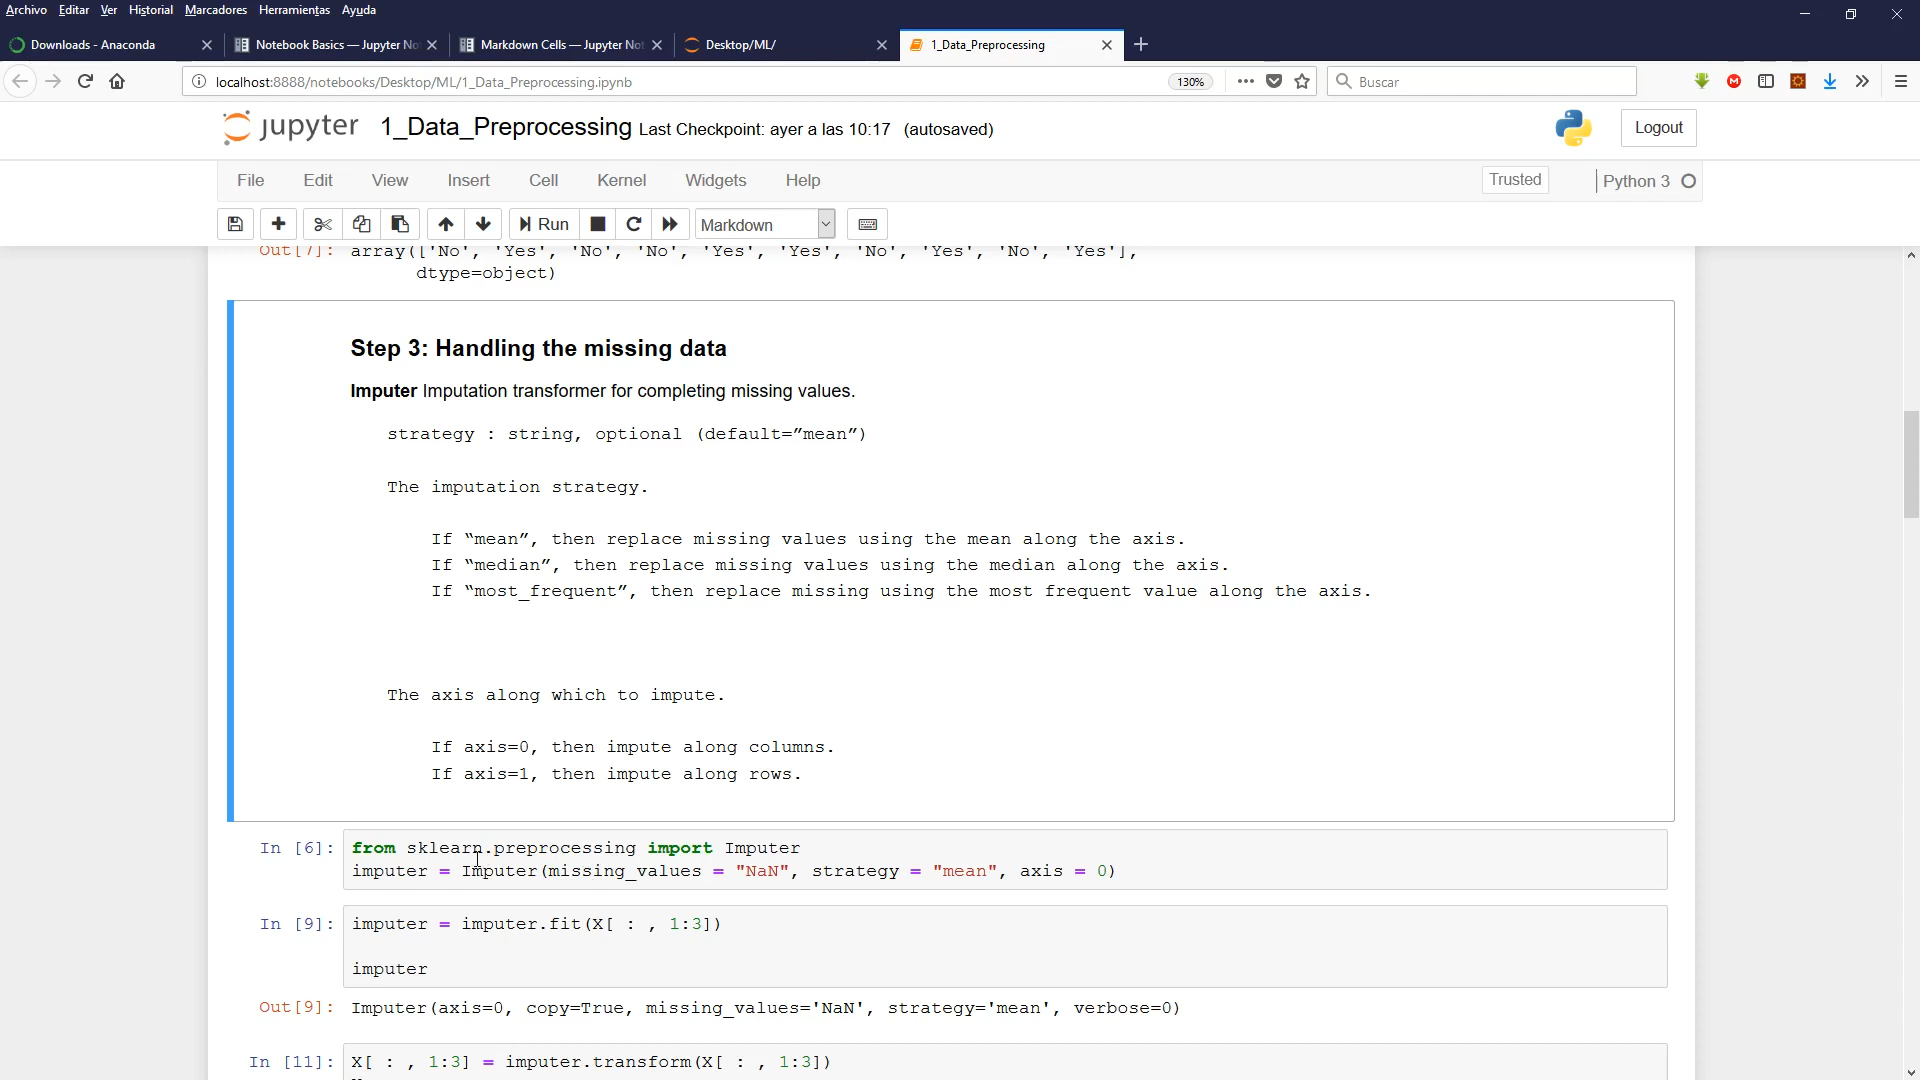 Archivo Editar Ver Historial Marcadores Herramientas Ayuda
Downloads - Anaconda
Notebook Basics — Jupyter No
Markdown Cells — Jupyter Not
Desktop/ML/
1_Data_Preprocessing
localhost:8888/notebooks/Desktop/ML/1_Data_Preprocessing.ipynb
130%
Buscar
jupyter 1_Data_Preprocessing Last Checkpoint: ayer a las 10:17 (autosaved)
Logout
File Edit View Insert Cell Kernel Widgets Help
Trusted
Python 3
Run
Markdown
Out[7]: array(['No', 'Yes', 'No', 'No', 'Yes', 'Yes', 'No', 'Yes', 'No', 'Yes'],
dtype=object)
Step 3: Handling the missing data
Imputer Imputation transformer for completing missing values.
strategy : string, optional (default=”mean”)
The imputation strategy.
If “mean”, then replace missing values using the mean along the axis.
If “median”, then replace missing values using the median along the axis.
If “most_frequent”, then replace missing using the most frequent value along the axis.
The axis along which to impute.
If axis=0, then impute along columns.
If axis=1, then impute along rows.
In [6]: from sklearn.preprocessing import Imputer
imputer = Imputer(missing_values = "NaN", strategy = "mean", axis = 0)
In [9]: imputer = imputer.fit(X[ : , 1:3])
imputer
Out[9]: Imputer(axis=0, copy=True, missing_values='NaN', strategy='mean', verbose=0)
In [11]: X[ : , 1:3] = imputer.transform(X[ : , 1:3])